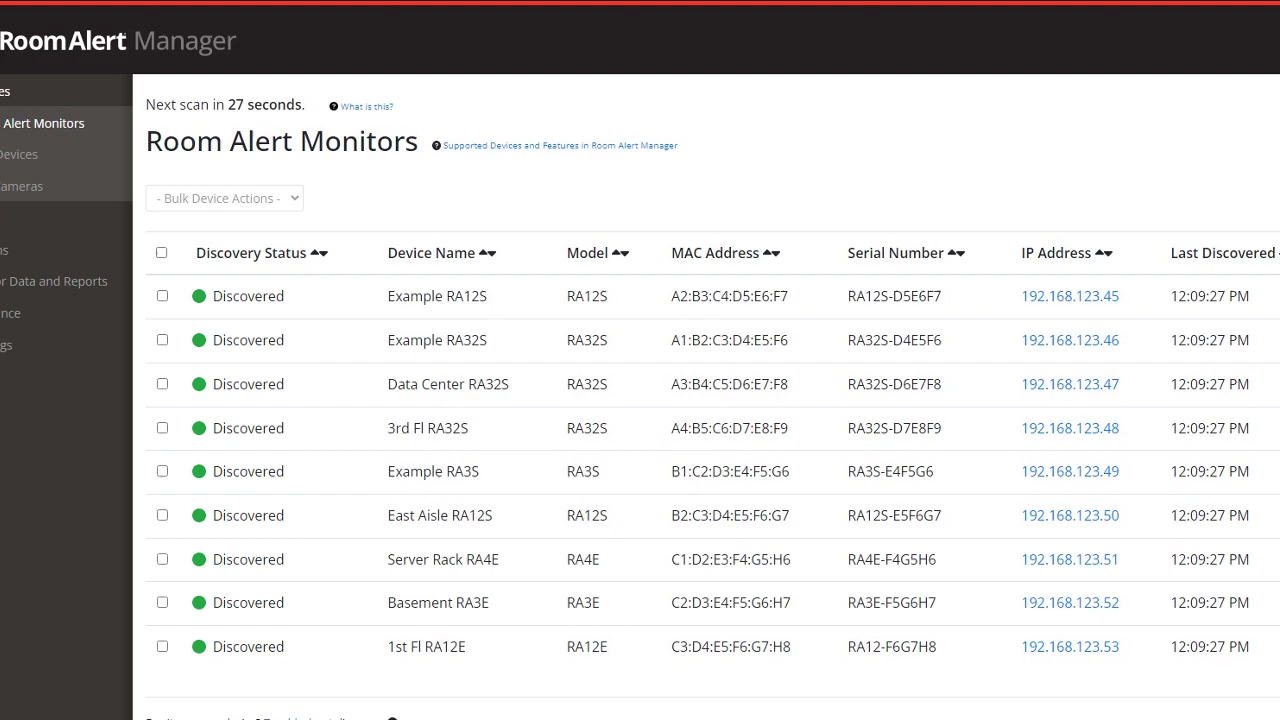 RoomAlert Manager
es
Alert Monitors
Devices
Cameras
ns
r Data and Reports
nce
gs
Next scan in 27 seconds. What is this?
Room Alert Monitors Supported Devices and Features in Room Alert Manager
- Bulk Device Actions -
Discovery Status Device Name Model MAC Address Serial Number IP Address Last Discovered
Discovered Example RA12S RA12S A2:B3:C4:D5:E6:F7 RA12S-D5E6F7 192.168.123.45 12:09:27 PM
Discovered Example RA32S RA32S A1:B2:C3:D4:E5:F6 RA32S-D4E5F6 192.168.123.46 12:09:27 PM
Discovered Data Center RA32S RA32S A3:B4:C5:D6:E7:F8 RA32S-D6E7F8 192.168.123.47 12:09:27 PM
Discovered 3rd Fl RA32S RA32S A4:B5:C6:D7:E8:F9 RA32S-D7E8F9 192.168.123.48 12:09:27 PM
Discovered Example RA3S RA3S B1:C2:D3:E4:F5:G6 RA3S-E4F5G6 192.168.123.49 12:09:27 PM
Discovered East Aisle RA12S RA12S B2:C3:D4:E5:F6:G7 RA12S-E5F6G7 192.168.123.50 12:09:27 PM
Discovered Server Rack RA4E RA4E C1:D2:E3:F4:G5:H6 RA4E-F4G5H6 192.168.123.51 12:09:27 PM
Discovered Basement RA3E RA3E C2:D3:E4:F5:G6:H7 RA3E-F5G6H7 192.168.123.52 12:09:27 PM
Discovered 1st Fl RA12E RA12E C3:D4:E5:F6:G7:H8 RA12-F6G7H8 192.168.123.53 12:09:27 PM